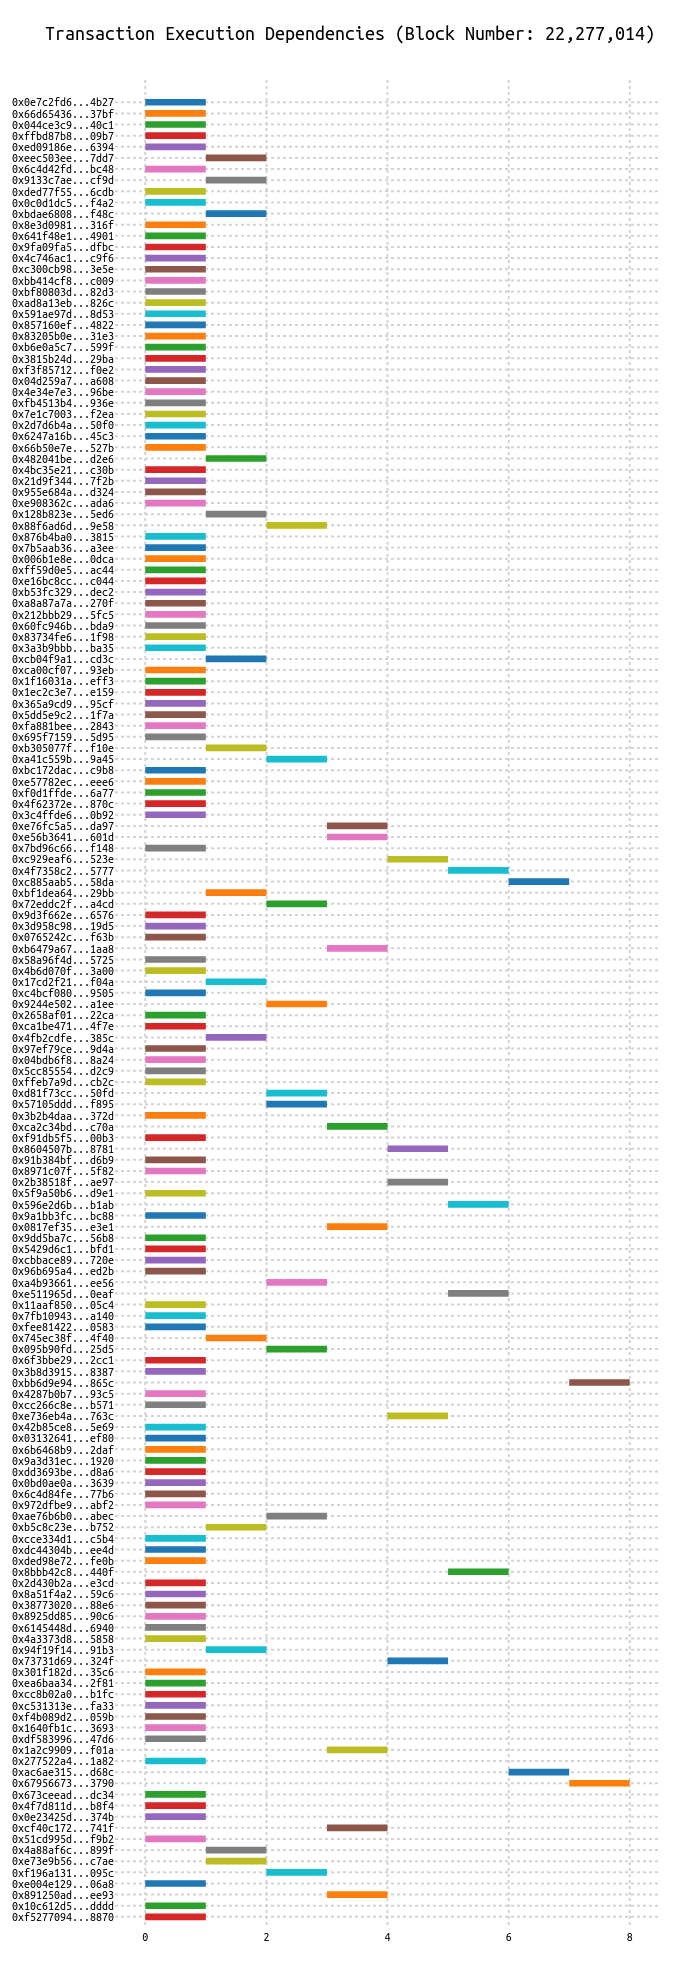 Transaction Execution Dependencies (Block Number: 22,277,014)
0x0e7c2fd6...4b27
0x66d65436...37bf
0x044ce3c9...40c1
0xffbd87b8...09b7
0xed09186e...6394
0xeec503ee...7dd7
0x6c4d42fd...bc48
0x9133c7ae...cf9d
0xded77f55...6cdb
0x0c0d1dc5...f4a2
0xbdae6808...f48c
0x8e3d0981...316f
0x641f48e1...4901
0x9fa09fa5...dfbc
0x4c746ac1...c9f6
0xc300cb98...3e5e
0xbb414cf8...c009
0xbf80803d...82d3
0xad8a13eb...826c
0x591ae97d...8d53
0x857160ef...4822
0x83205b0e...31e3
0xb6e0a5c7...599f
0x3815b24d...29ba
0xf3f85712...f0e2
0x04d259a7...a608
0x4e34e7e3...96be
0xfb4513b4...936e
0x7e1c7003...f2ea
0x2d7d6b4a...50f0
0x6247a16b...45c3
0x66b50e7e...527b
0x482041be...d2e6
0x4bc35e21...c30b
0x21d9f344...7f2b
0x955e684a...d324
0xe908362c...ada6
0x128b823e...5ed6
0x88f6ad6d...9e58
0x876b4ba0...3815
0x7b5aab36...a3ee
0x006b1e8e...0dca
0xff59d0e5...ac44
0xe16bc8cc...c044
0xb53fc329...dec2
0xa8a87a7a...270f
0x212bbb29...5fc5
0x60fc946b...bda9
0x83734fe6...1f98
0x3a3b9bbb...ba35
0xcb04f9a1...cd3c
0xca00cf07...93eb
0x1f16031a...eff3
0x1ec2c3e7...e159
0x365a9cd9...95cf
0x5dd5e9c2...1f7a
0xfa881bee...2843
0x695f7159...5d95
0xb305077f...f10e
0xa41c559b...9a45
0xbc172dac...c9b8
0xe57782ec...eee6
0xf0d1ffde...6a77
0x4f62372e...870c
0x3c4ffde6...0b92
0xe76fc5a5...da97
0xe56b3641...601d
0x7bd96c66...f148
0xc929eaf6...523e
0x4f7358c2...5777
0xc885aab5...58da
0xbf1dea64...29bb
0x72eddc2f...a4cd
0x9d3f662e...6576
0x3d958c98...19d5
0x0765242c...f63b
0xb6479a67...1aa8
0x58a96f4d...5725
0x4b6d070f...3a00
0x17cd2f21...f04a
0xc4bcf080...9505
0x9244e502...a1ee
0x2658af01...22ca
0xca1be471...4f7e
0x4fb2cdfe...385c
0x97ef79ce...9d4a
0x04bdb6f8...8a24
0x5cc85554...d2c9
0xffeb7a9d...cb2c
0xd81f73cc...50fd
0x57105ddd...f895
0x3b2b4daa...372d
0xca2c34bd...c70a
0xf91db5f5...00b3
0x8604507b...8781
0x91b384bf...d6b9
0x8971c07f...5f82
0x2b38518f...ae97
0x5f9a50b6...d9e1
0x596e2d6b...b1ab
0x9a1bb3fc...bc88
0x0817ef35...e3e1
0x9dd5ba7c...56b8
0x5429d6c1...bfd1
0xcbbace89...720e
0x96b695a4...ed2b
0xa4b93661...ee56
0xe511965d...0eaf
0x11aaf850...05c4
0x7fb10943...a140
0xfee81422...0583
0x745ec38f...4f40
0x095b90fd...25d5
0x6f3bbe29...2cc1
0x3b8d3915...8387
0xbb6d9e94...865c
0x4287b0b7...93c5
0xcc266c8e...b571
0xe736eb4a...763c
0x42b85ce8...5e69
0x03132641...ef80
0x6b6468b9...2daf
0x9a3d31ec...1920
0xdd3693be...d8a6
0x0bd0ae0a...3639
0x6c4d84fe...77b6
0x972dfbe9...abf2
0xae76b6b0...abec
0xb5c8c23e...b752
0xcce334d1...c5b4
0xdc44304b...ee4d
0xded98e72...fe0b
0x8bbb42c8...440f
0x2d430b2a...e3cd
0x8a51f4a2...59c6
0x38773020...88e6
0x8925dd85...90c6
0x6145448d...6940
0x4a3373d8...5858
0x94f19f14...91b3
0x73731d69...324f
0x301f182d...35c6
0xea6baa34...2f81
0xcc8b02a0...b1fc
0xc531313e...fa33
0xf4b089d2...059b
0x1640fb1c...3693
0xdf583996...47d6
0x1a2c9909...f01a
0x277522a4...1a82
0xac6ae315...d68c
0x67956673...3790
0x673ceead...dc34
0x4f7d811d...b8f4
0x0e23425d...374b
0xcf40c172...741f
0x51cd995d...f9b2
0x4a88af6c...899f
0xe73e9b56...c7ae
0xf196a131...095c
0xe004e129...06a8
0x891250ad...ee93
0x10c612d5...dddd
0xf5277094...8870
0 2 4 6 8